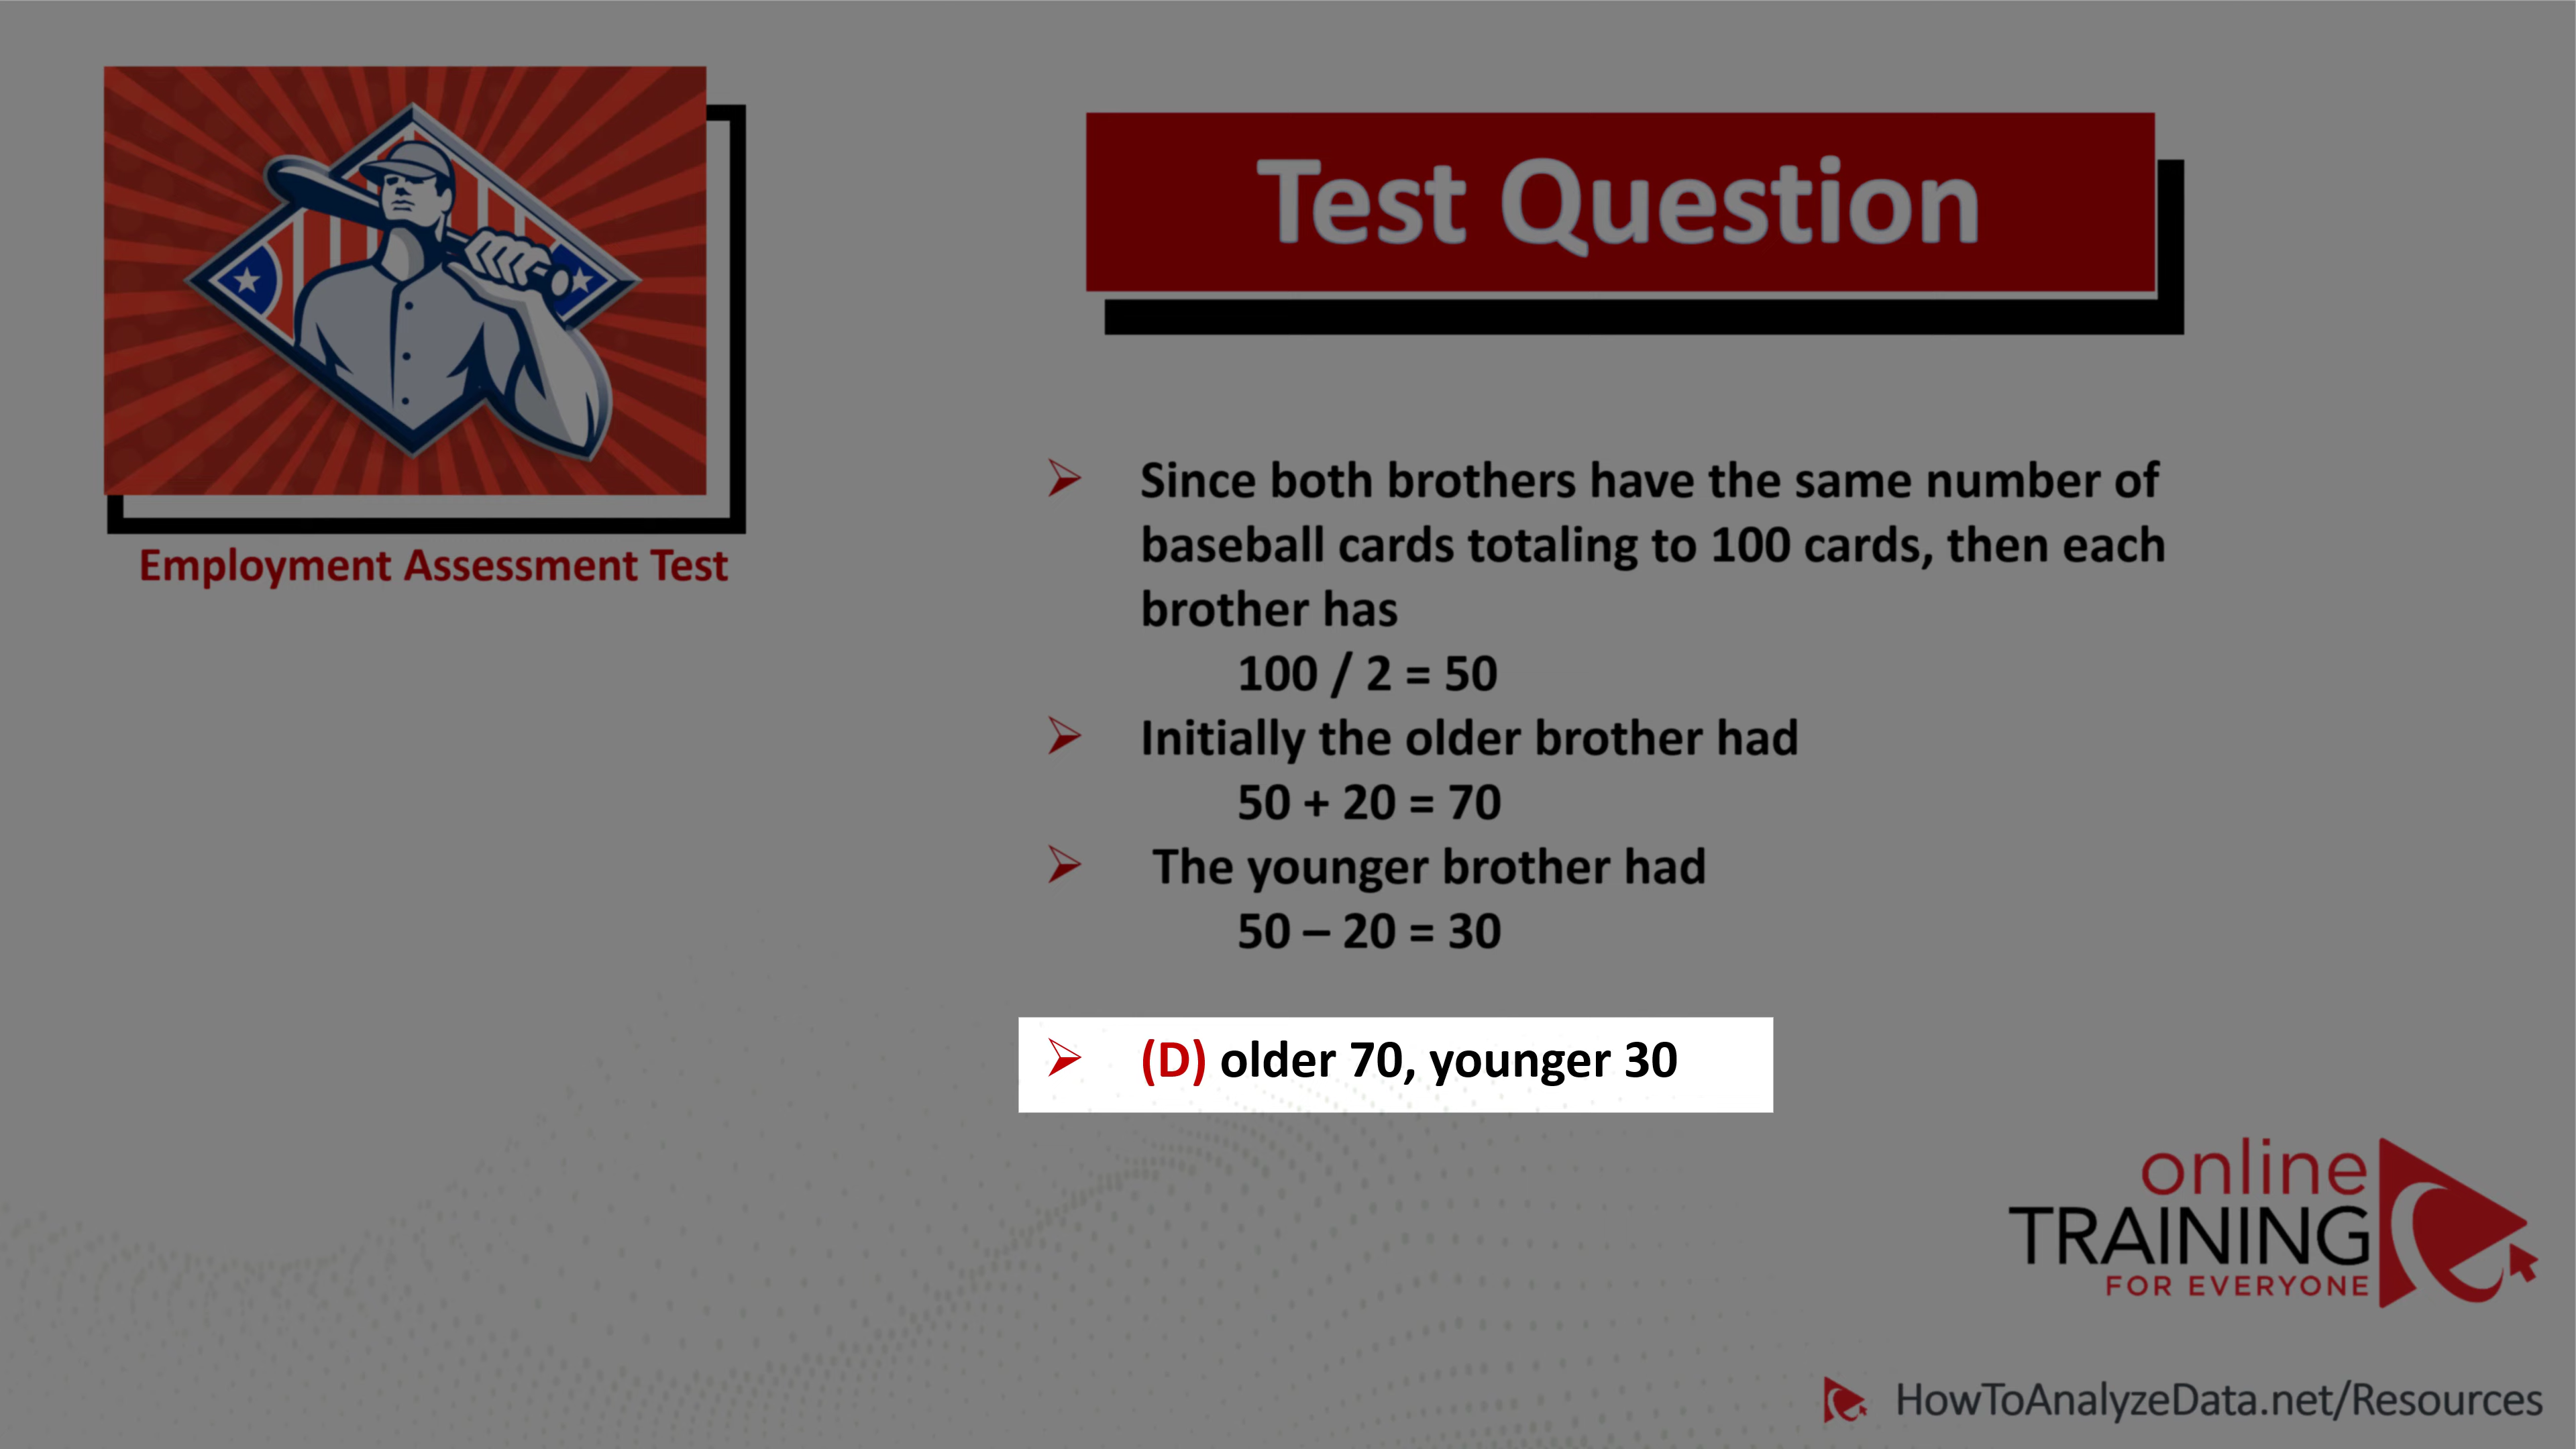 Test Question
Employment Assessment Test
Since both brothers have the same number of
baseball cards totaling to 100 cards, then each
brother has
100 / 2 = 50
Initially the older brother had
50 + 20 = 70
The younger brother had
50 – 20 = 30
(D) older 70, younger 30
online
TRAINING
FOR EVERYONE
HowToAnalyzeData.net/Resources